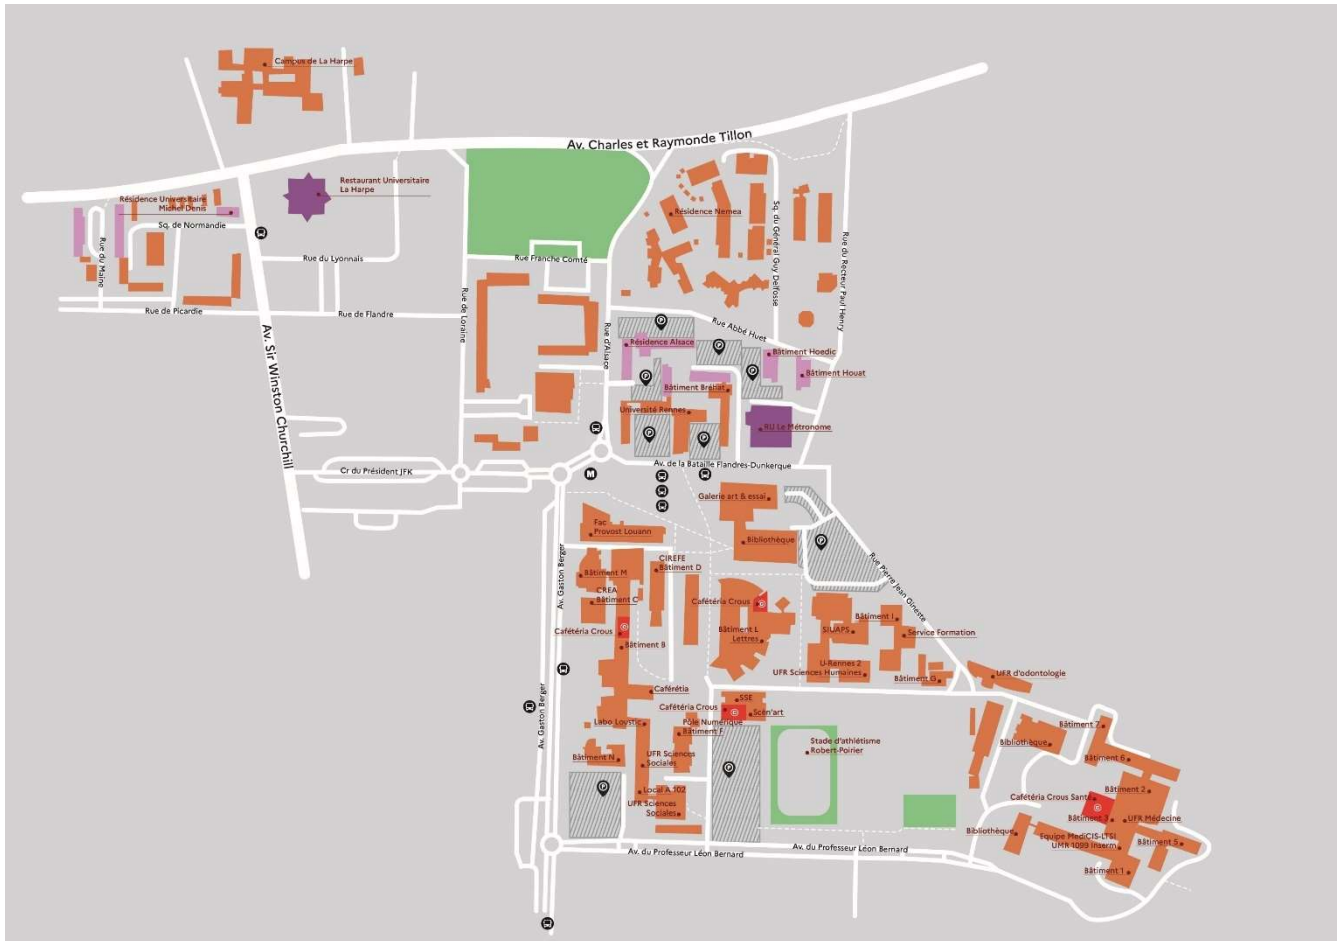 Campus de La Harpe
Av. Charles et Raymonde Tillon
Restaurant Universitaire
La Harpe
Résidence Universitaire
Michel Denis
Sq. de Normandie
Rue du Maine
Rue du Lyonnais
Rue de Picardie
Rue de Flandre
Av. Sir Winston Churchill
Rue de Lorraine
Rue Franche Comté
Rue d'Alsace
Résidence Nemea
Sq. du Général Guy Delfosse
Rue du Recteur Paul Henry
Rue Abbé Huet
P
P
P
P
P
P
Résidence Alsace
Bâtiment Hoedic
Bâtiment Houat
Bâtiment Bréhat
Université Rennes
RU Le Métronome
Cr du Président JFK
M
Av. de la Bataille Flandres-Dunkerque
Galerie art & essai
Bibliothèque
P
Rue Pierre Jean Gineste
Fac
Provost Louann
Av. Gaston Berger
CIREFE
Bâtiment D
Bâtiment M
CREA
Bâtiment C
Cafétéria Crous
C
Bâtiment B
Cafétéria Crous
C
Bâtiment L
Lettres
SIUAPS
Bâtiment I
Service Formation
U-Rennes 2
UFR Sciences Humaines
Bâtiment G
UFR d'odontologie
Caférétia
SSE
Cafétéria Crous
C
Scèn'art
Av. Gaston Berger
Labo Loustic
Pôle Numérique
Bâtiment F
Bâtiment N
UFR Sciences
Sociales
Local A 102
UFR Sciences
Sociales
P
P
Stade d'athlétisme
Robert-Poirier
Bâtiment 7
Bibliothèque
Bâtiment 6
Bâtiment 2
Cafétéria Crous Santé
C
Bâtiment 3
UFR Médecine
Bibliothèque
Equipe MediCIS-LTSI
UMR 1099 Inserm
Bâtiment 5
Bâtiment 1
Av. du Professeur Léon Bernard
Av. du Professeur Léon Bernard